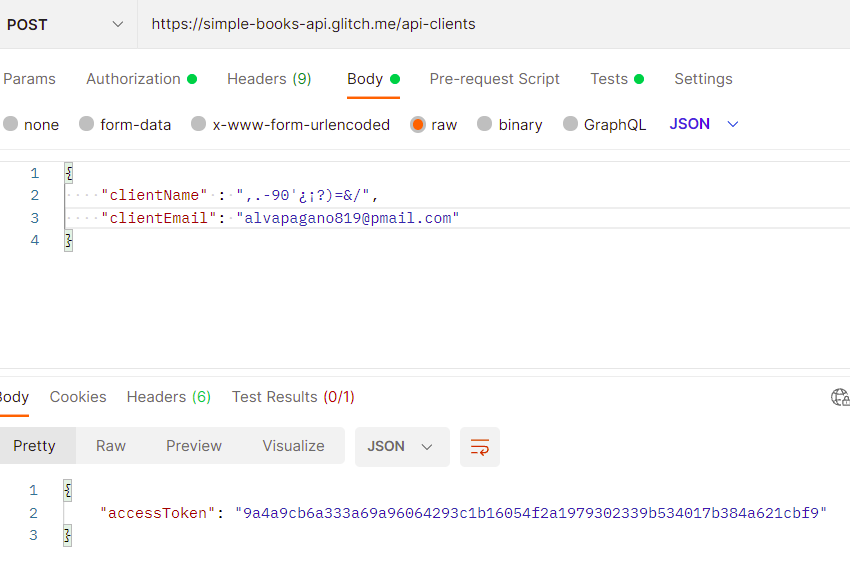 POST https://simple-books-api.glitch.me/api-clients
Params Authorization Headers (9) Body Pre-request Script Tests Settings
none form-data x-www-form-urlencoded raw binary GraphQL JSON
1 {
2 "clientName" : ",.-90'¿¡?)=&/",
3 "clientEmail": "alvapagano819@pmail.com"
4 }
Body Cookies Headers (6) Test Results (0/1)
Pretty Raw Preview Visualize JSON
1 {
2 "accessToken": "9a4a9cb6a333a69a96064293c1b16054f2a1979302339b534017b384a621cbf9"
3 }